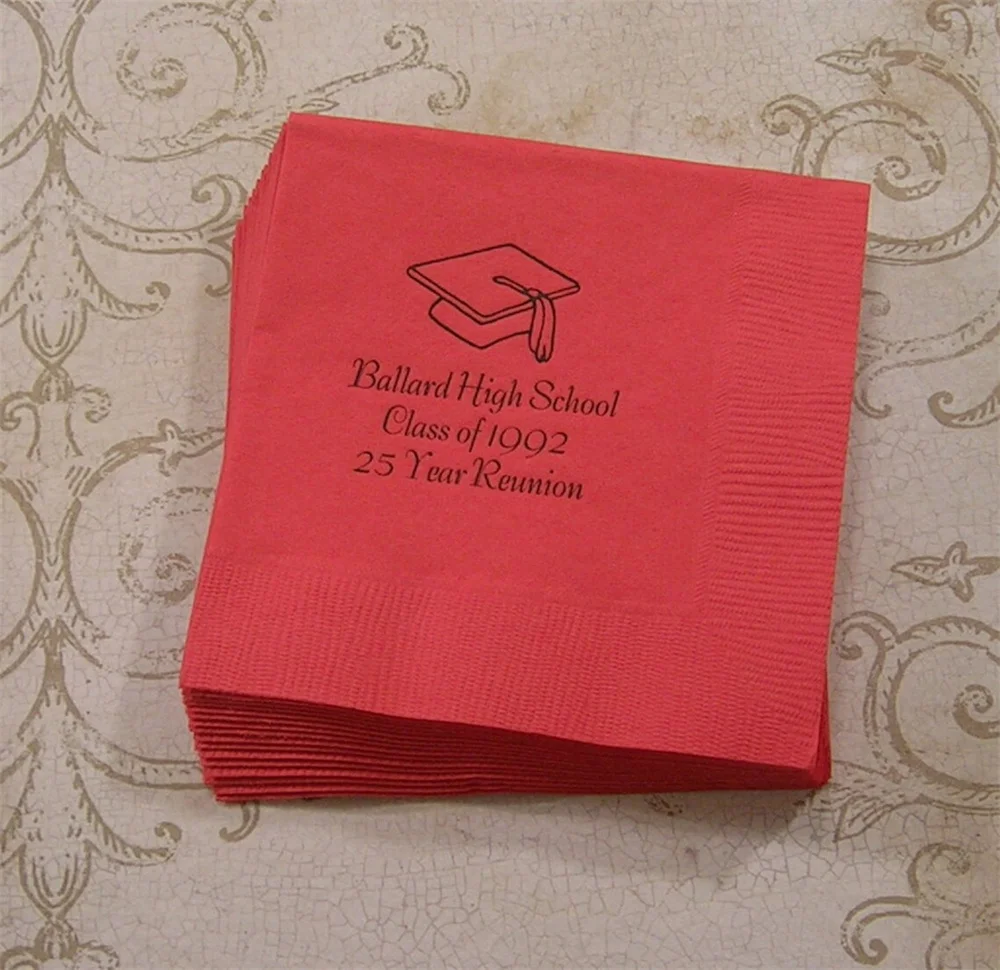 Ballard High School
Class of 1992
25 Year Reunion